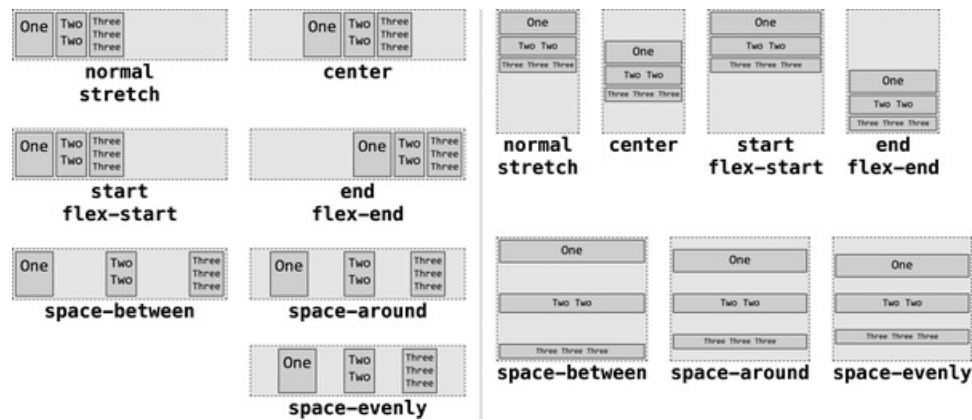 One Two Three
Two Three
Three
normal
stretch
One Two Three
Two Three
Three
center
One Two Three
Two Three
Three
start
flex-start
One Two Three
Two Three
Three
end
flex-end
One Two Three
Two Three
Three
space-between
One Two Three
Two Three
Three
space-around
One Two Three
Two Three
Three
space-evenly
One
Two Two
Three Three Three
normal
stretch
One
Two Two
Three Three Three
center
One
Two Two
Three Three Three
start
flex-start
One
Two Two
Three Three Three
end
flex-end
One
Two Two
Three Three Three
space-between
One
Two Two
Three Three Three
space-around
One
Two Two
Three Three Three
space-evenly